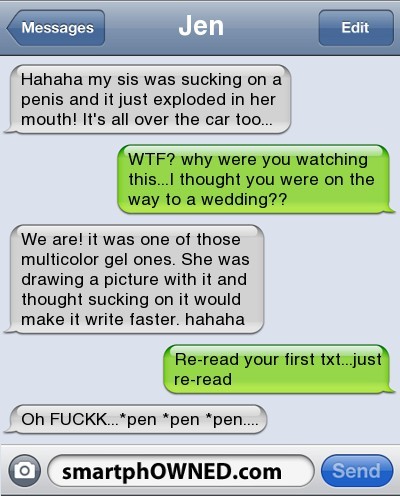 Messages
Jen
Edit
Hahaha my sis was sucking on a
penis and it just exploded in her
mouth! It's all over the car too...
WTF? why were you watching
this...I thought you were on the
way to a wedding??
We are! it was one of those
multicolor gel ones. She was
drawing a picture with it and
thought sucking on it would
make it write faster. hahaha
Re-read your first txt...just
re-read
Oh FUCKK...*pen *pen *pen....
smartphOWNED.com
Send